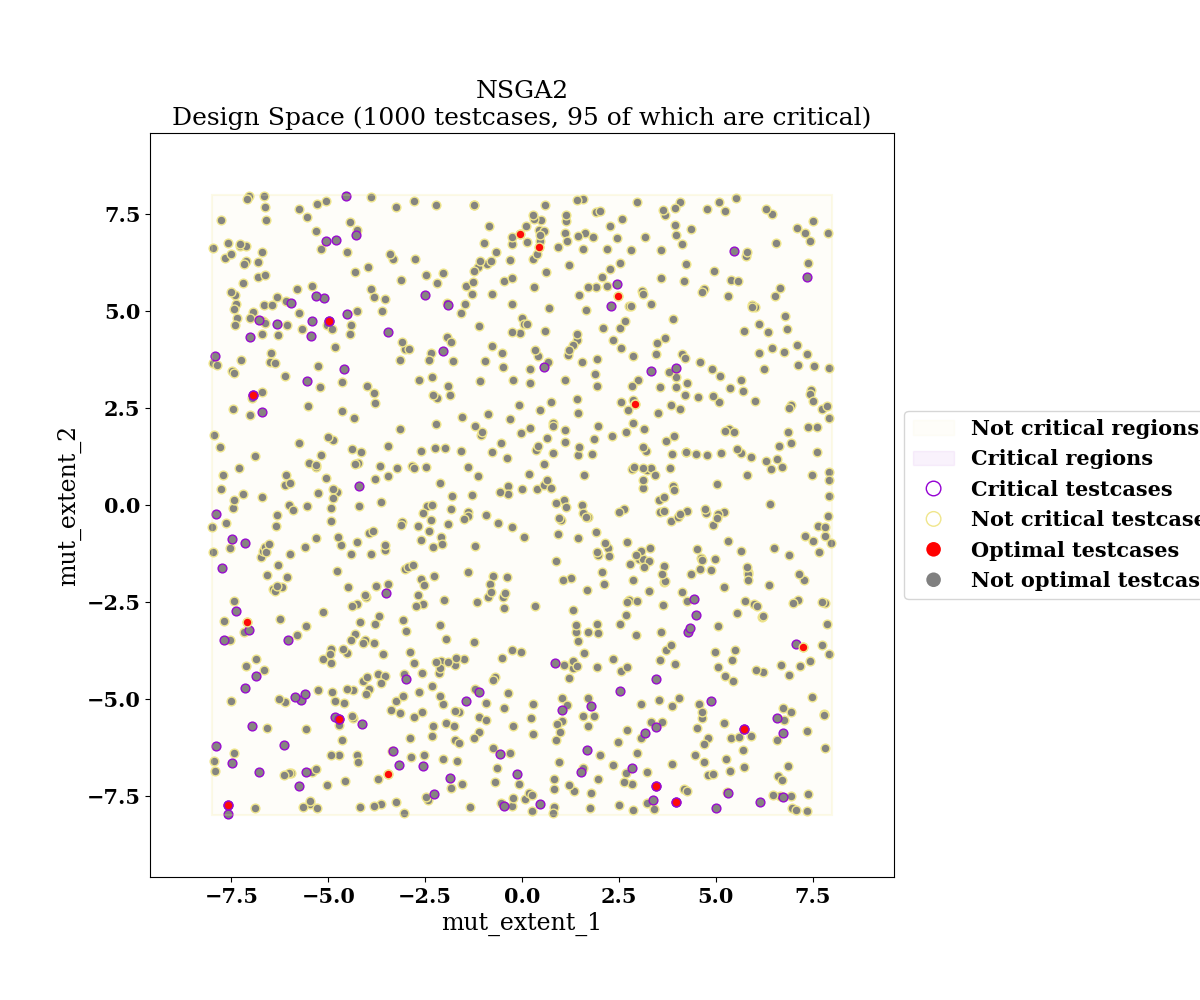 NSGA2
Design Space (1000 testcases, 95 of which are critical)
7.5
5.0
2.5
0.0
−2.5
−5.0
−7.5
mut_extent_2
−7.5 −5.0 −2.5 0.0 2.5 5.0 7.5
mut_extent_1
Not critical regions
Critical regions
Critical testcases
Not critical testcase
Optimal testcases
Not optimal testcas